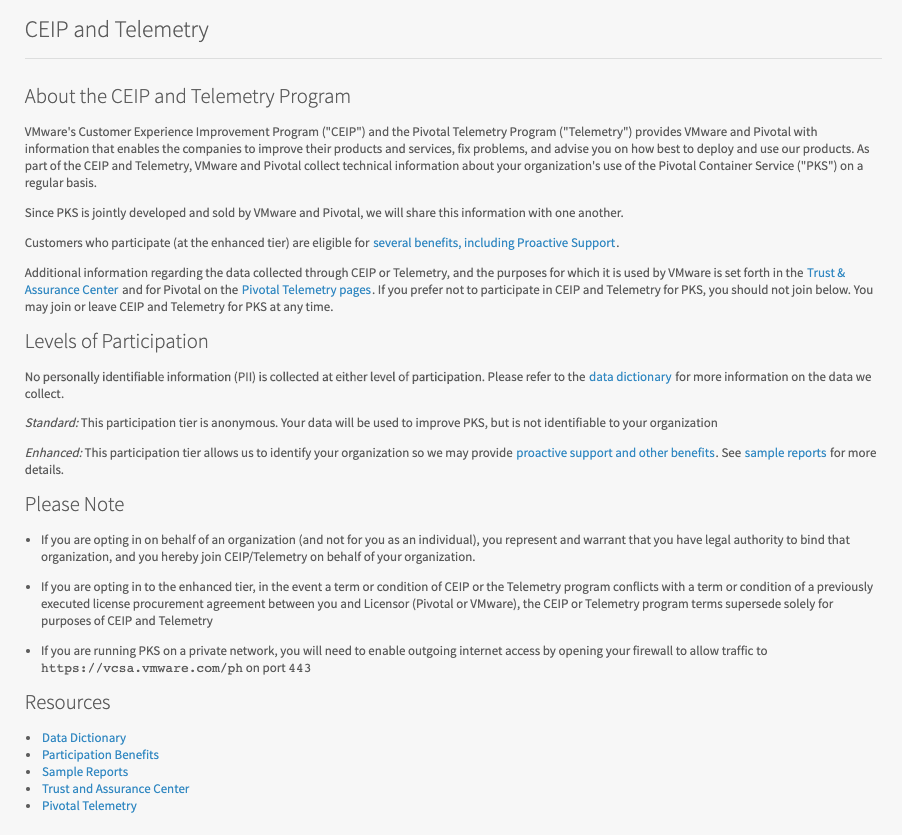 CEIP and Telemetry
About the CEIP and Telemetry Program
VMware's Customer Experience Improvement Program ("CEIP") and the Pivotal Telemetry Program ("Telemetry") provides VMware and Pivotal with
information that enables the companies to improve their products and services, fix problems, and advise you on how best to deploy and use our products. As
part of the CEIP and Telemetry, VMware and Pivotal collect technical information about your organization's use of the Pivotal Container Service ("PKS") on a
regular basis.
Since PKS is jointly developed and sold by VMware and Pivotal, we will share this information with one another.
Customers who participate (at the enhanced tier) are eligible for several benefits, including Proactive Support.
Additional information regarding the data collected through CEIP or Telemetry, and the purposes for which it is used by VMware is set forth in the Trust &
Assurance Center and for Pivotal on the Pivotal Telemetry pages. If you prefer not to participate in CEIP and Telemetry for PKS, you should not join below. You
may join or leave CEIP and Telemetry for PKS at any time.
Levels of Participation
No personally identifiable information (PII) is collected at either level of participation. Please refer to the data dictionary for more information on the data we
collect.
Standard: This participation tier is anonymous. Your data will be used to improve PKS, but is not identifiable to your organization
Enhanced: This participation tier allows us to identify your organization so we may provide proactive support and other benefits. See sample reports for more
details.
Please Note
• If you are opting in on behalf of an organization (and not for you as an individual), you represent and warrant that you have legal authority to bind that
organization, and you hereby join CEIP/Telemetry on behalf of your organization.
• If you are opting in to the enhanced tier, in the event a term or condition of CEIP or the Telemetry program conflicts with a term or condition of a previously
executed license procurement agreement between you and Licensor (Pivotal or VMware), the CEIP or Telemetry program terms supersede solely for
purposes of CEIP and Telemetry
• If you are running PKS on a private network, you will need to enable outgoing internet access by opening your firewall to allow traffic to
https://vcsa.vmware.com/ph on port 443
Resources
• Data Dictionary
• Participation Benefits
• Sample Reports
• Trust and Assurance Center
• Pivotal Telemetry